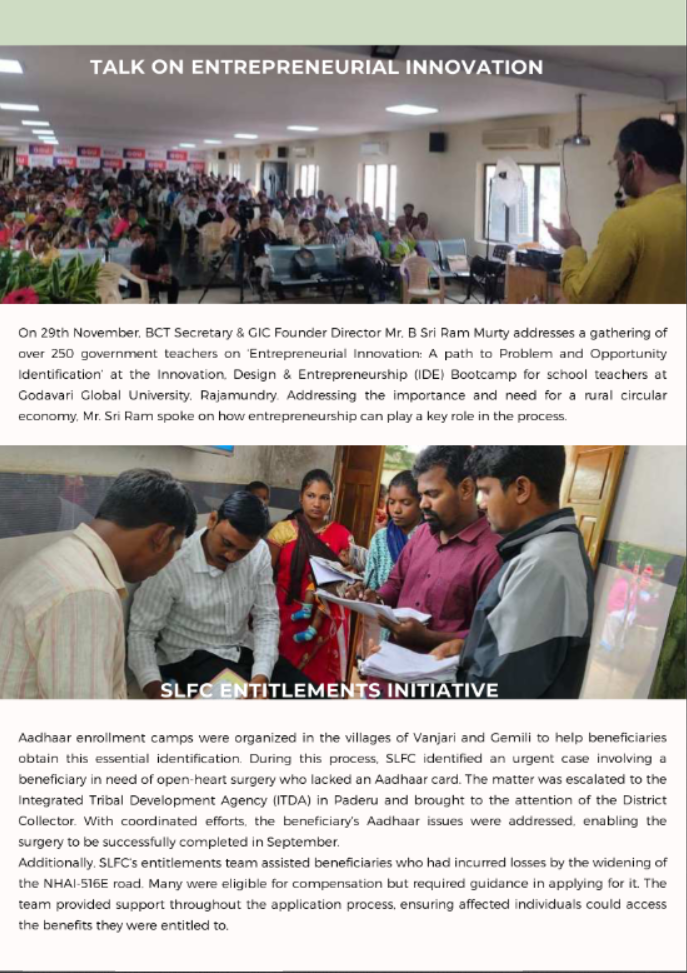 TALK ON ENTREPRENEURIAL INNOVATION
On 29th November, BCT Secretary & GIC Founder Director Mr. B Sri Ram Murty addresses a gathering of
over 250 government teachers on 'Entrepreneurial Innovation: A path to Problem and Opportunity
Identification' at the Innovation, Design & Entrepreneurship (IDE) Bootcamp for school teachers at
Godavari Global University, Rajamundry. Addressing the importance and need for a rural circular
economy, Mr. Sri Ram spoke on how entrepreneurship can play a key role in the process.
SLFC ENTITLEMENTS INITIATIVE
Aadhaar enrollment camps were organized in the villages of Vanjari and Gemili to help beneficiaries
obtain this essential identification. During this process, SLFC identified an urgent case involving a
beneficiary in need of open-heart surgery who lacked an Aadhaar card. The matter was escalated to the
Integrated Tribal Development Agency (ITDA) in Paderu and brought to the attention of the District
Collector. With coordinated efforts, the beneficiary's Aadhaar issues were addressed, enabling the
surgery to be successfully completed in September.
Additionally, SLFC's entitlements team assisted beneficiaries who had incurred losses by the widening of
the NHAI-516E road. Many were eligible for compensation but required guidance in applying for it. The
team provided support throughout the application process, ensuring affected individuals could access
the benefits they were entitled to.